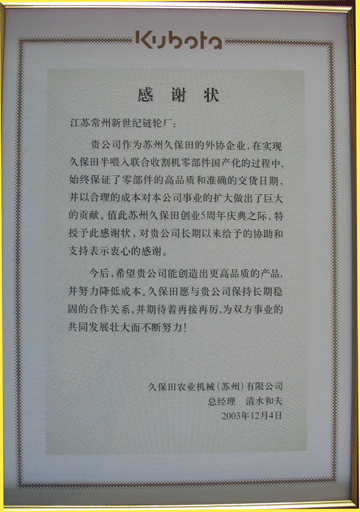 Kubota
感谢状
江苏常州新世纪链轮厂：
贵公司作为苏州久保田的外协企业，在实现
久保田半喂入联合收割机零部件国产化的过程中，
始终保证了零部件的高品质和准确的交货日期，
并以合理的成本对本公司事业的扩大做出了巨大
的贡献。值此苏州久保田创业5周年庆典之际，特
授予此感谢状，对贵公司长期以来给予的协助和
支持表示衷心的感谢。
今后，希望贵公司能创造出更高品质的产品，
并努力降低成本。久保田愿与贵公司保持长期稳
固的合作关系，并期待着再接再厉，为双方事业的
共同发展壮大而不断努力！
久保田农业机械（苏州）有限公司
总经理 清水和夫
2003年12月4日